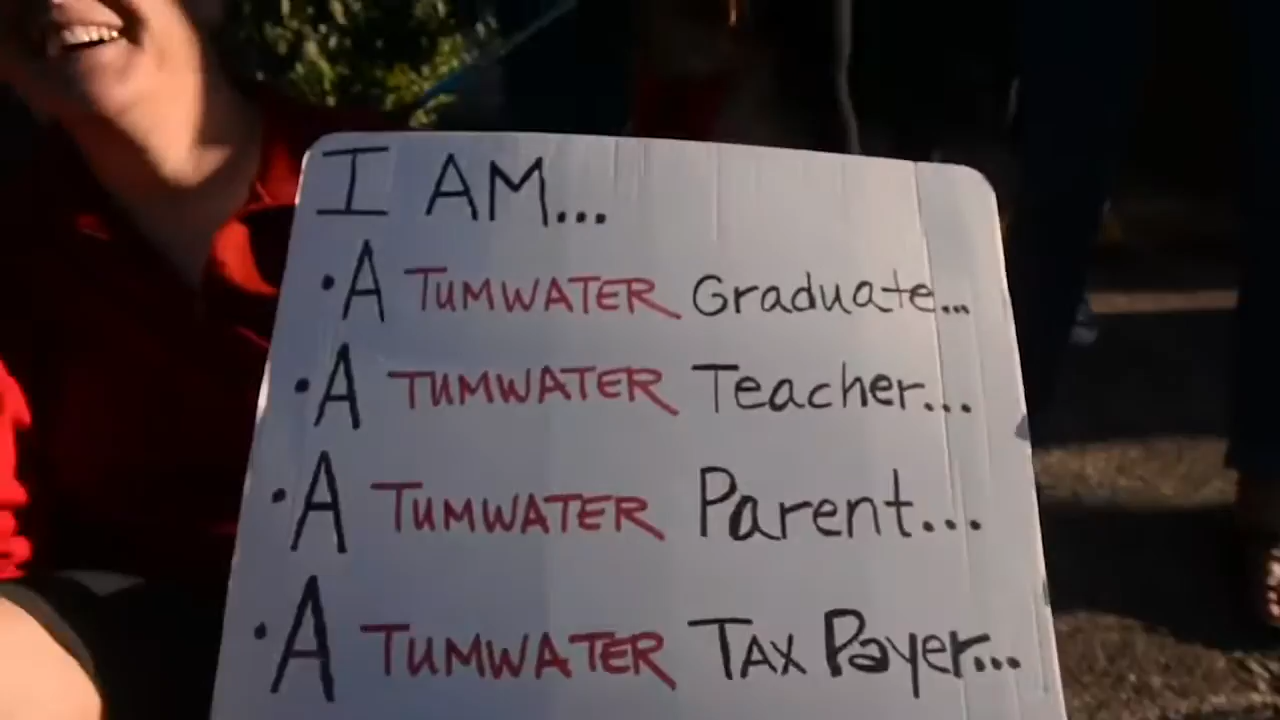 I AM...
•A TUMWATER Graduate...
•A TUMWATER Teacher...
•A TUMWATER Parent...
•A TUMWATER TAX Payer...